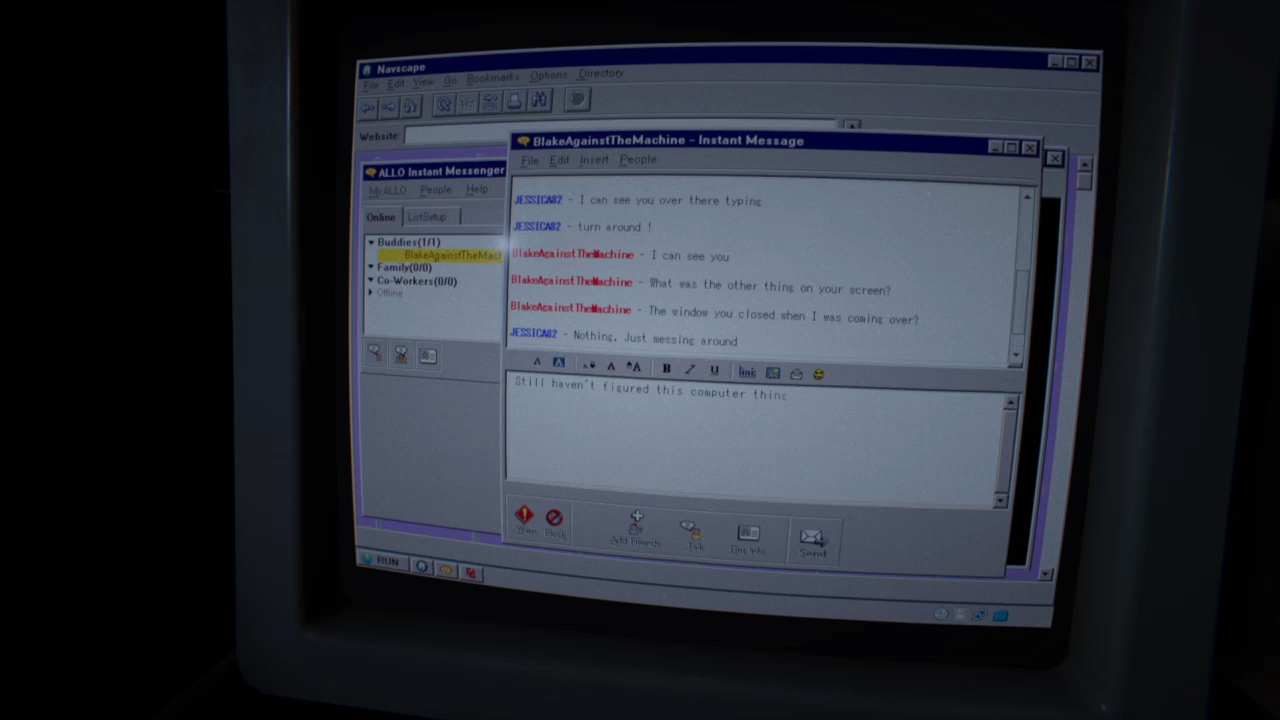 Navscape
File Edit View Go Bookmarks Options Directory
Website:
BlakeAgainstTheMachine - Instant Message
File Edit Insert People
ALLO Instant Messenger
My ALLO People Help
Online List Setup
Buddies(1/1)
BlakeAgainstTheMach
Family(0/0)
Co-Workers(0/0)
Offline
JESSICA82 - I can see you over there typing
JESSICA82 - turn around !
BlakeAgainstTheMachine - I can see you
BlakeAgainstTheMachine - What was the other thing on your screen?
BlakeAgainstTheMachine - The window you closed when I was coming over?
JESSICA82 - Nothing. Just messing around
A A A A A B I U link
Still haven't figured this computer thing
Warn Block Add Friends Talk Get Info Send
RUN